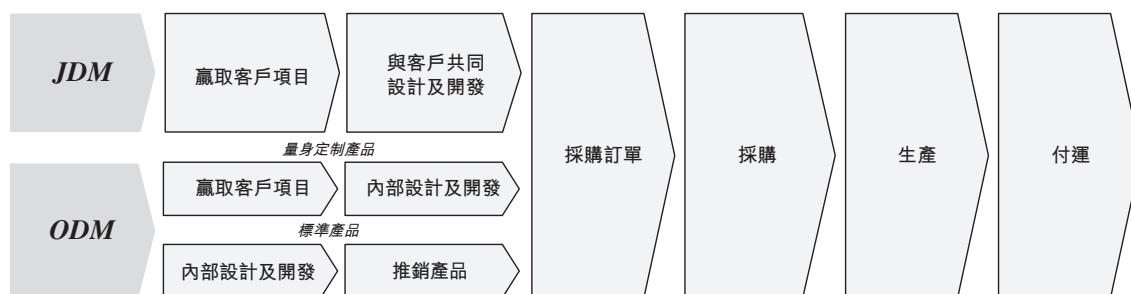 JDM
贏取客戶項目
與客戶共同
設計及開發
量身定制產品
ODM
贏取客戶項目
內部設計及開發
標準產品
內部設計及開發
推銷產品
採購訂單
採購
生產
付運